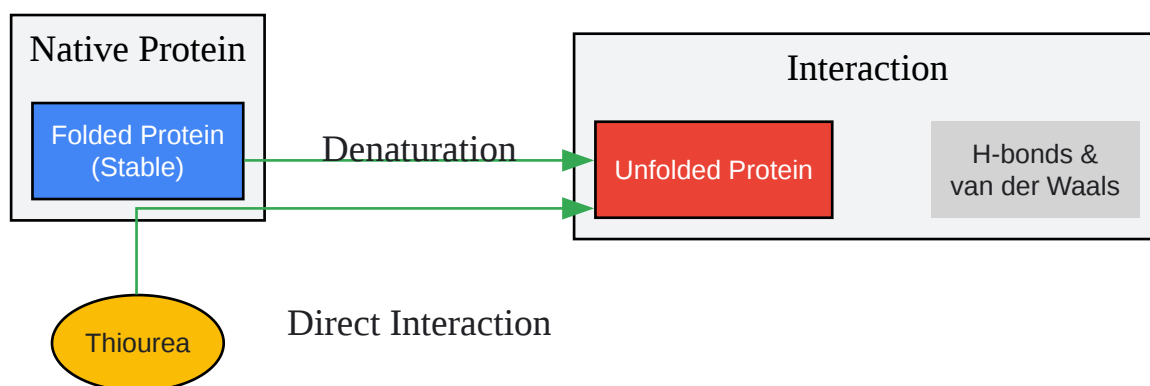 Native Protein
Folded Protein
(Stable)
Denaturation
Interaction
Unfolded Protein
H-bonds &
van der Waals
Thiourea
Direct Interaction